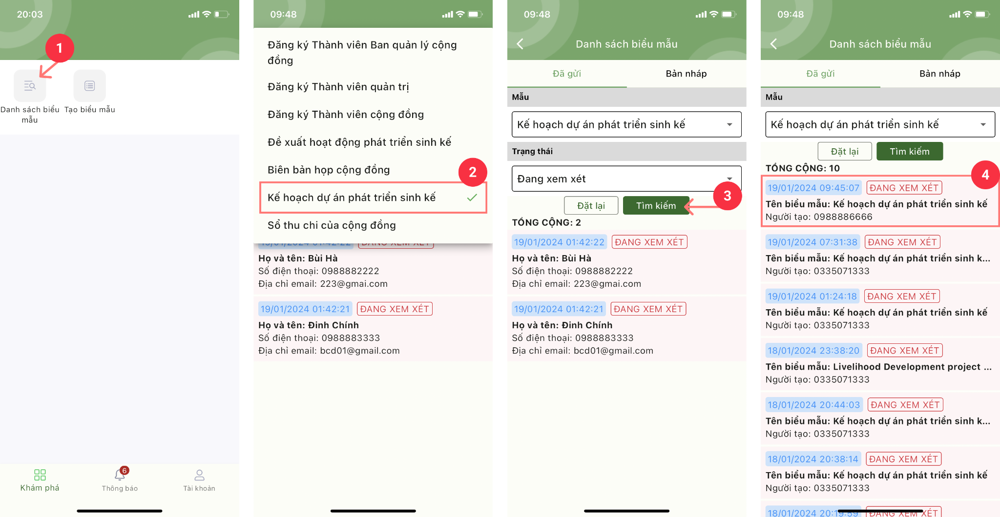 20:03
1
Danh sách biểu
mẫu
Tạo biểu mẫu
Khám phá
6
Thông báo
Tài khoản
09:48
Đăng ký Thành viên Ban quản lý cộng
đồng
Đăng ký Thành viên quản trị
Đăng ký Thành viên cộng đồng
Đề xuất hoạt động phát triển sinh kế
Biên bản họp cộng đồng
2
Kế hoạch dự án phát triển sinh kế
Sổ thu chi của cộng đồng
19/01/2024 01:42:22 ĐANG XEM XÉT
Họ và tên: Bùi Hà
Số điện thoại: 0988882222
Địa chỉ email: 223@gmai.com
19/01/2024 01:42:21 ĐANG XEM XÉT
Họ và tên: Đinh Chính
Số điện thoại: 0988883333
Địa chỉ email: bcd01@gmail.com
09:48
Danh sách biểu mẫu
Đã gửi Bản nháp
Mẫu
Kế hoạch dự án phát triển sinh kế
Trạng thái
Đang xem xét
3
Đặt lại Tìm kiếm
TỔNG CỘNG: 2
19/01/2024 01:42:22 ĐANG XEM XÉT
Họ và tên: Bùi Hà
Số điện thoại: 0988882222
Địa chỉ email: 223@gmai.com
19/01/2024 01:42:21 ĐANG XEM XÉT
Họ và tên: Đinh Chính
Số điện thoại: 0988883333
Địa chỉ email: bcd01@gmail.com
09:48
Danh sách biểu mẫu
Đã gửi Bản nháp
Mẫu
Kế hoạch dự án phát triển sinh kế
Đặt lại Tìm kiếm
TỔNG CỘNG: 10
4
19/01/2024 09:45:07 ĐANG XEM XÉT
Tên biểu mẫu: Kế hoạch dự án phát triển sinh kế
Người tạo: 0988886666
19/01/2024 07:31:38 ĐANG XEM XÉT
Tên biểu mẫu: Kế hoạch dự án phát triển sinh k...
Người tạo: 0335071333
19/01/2024 01:24:18 ĐANG XEM XÉT
Tên biểu mẫu: Kế hoạch dự án phát triển sinh kế
Người tạo: 0335071333
18/01/2024 23:38:20 ĐANG XEM XÉT
Tên biểu mẫu: Livelihood Development project ...
Người tạo: 0335071333
18/01/2024 20:44:03 ĐANG XEM XÉT
Tên biểu mẫu: Kế hoạch dự án phát triển sinh k...
Người tạo: 0335071333
18/01/2024 20:38:14 ĐANG XEM XÉT
Tên biểu mẫu: Kế hoạch dự án phát triển sinh kế
Người tạo: 0335071333
18/01/2024 20:19:59 ĐANG XEM XÉT